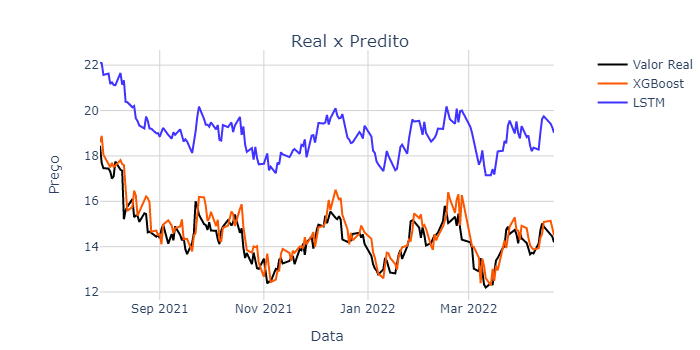 Real x Predito
Valor Real
XGBoost
LSTM
Preço
22
20
18
16
14
12
Sep 2021
Nov 2021
Jan 2022
Mar 2022
Data